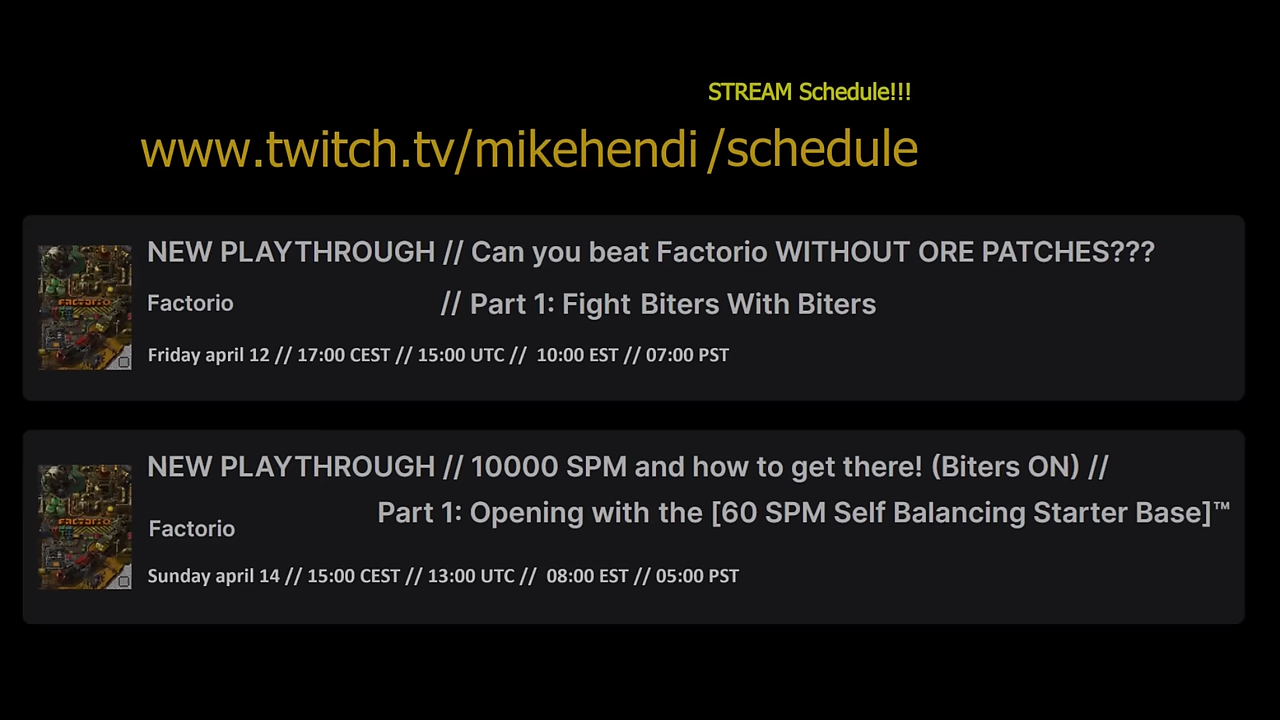 STREAM Schedule!!!
www.twitch.tv/mikehendi /schedule
NEW PLAYTHROUGH // Can you beat Factorio WITHOUT ORE PATCHES???
Factorio // Part 1: Fight Biters With Biters
FACTORIO
Friday april 12 // 17:00 CEST // 15:00 UTC // 10:00 EST // 07:00 PST
NEW PLAYTHROUGH // 10000 SPM and how to get there! (Biters ON) //
Part 1: Opening with the [60 SPM Self Balancing Starter Base]™
FACTORIO
Factorio
Sunday april 14 // 15:00 CEST // 13:00 UTC // 08:00 EST // 05:00 PST